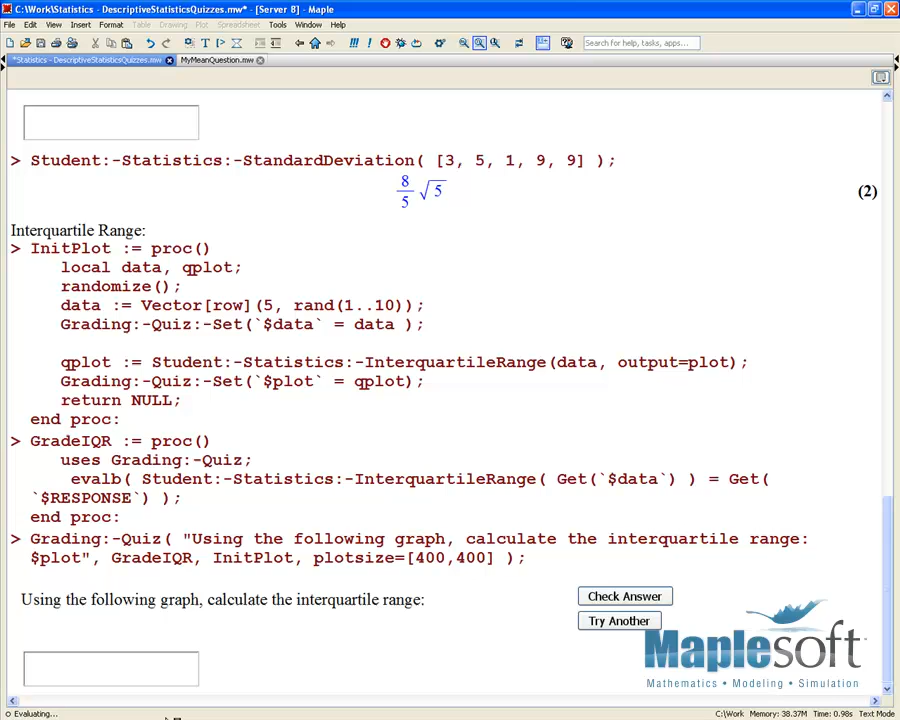 C:\Work\Statistics - DescriptiveStatisticsQuizzes.mw* - [Server 8] - Maple
File Edit View Insert Format Table Drawing Plot Spreadsheet Tools Window Help
Search for help, tasks, apps...
*Statistics - DescriptiveStatisticsQuizzes.mw MyMeanQuestion.mw
> Student:-Statistics:-StandardDeviation( [3, 5, 1, 9, 9] );
8/5 √5 (2)
Interquartile Range:
> InitPlot := proc()
local data, qplot;
randomize();
data := Vector[row](5, rand(1..10));
Grading:-Quiz:-Set(`$data` = data );
qplot := Student:-Statistics:-InterquartileRange(data, output=plot);
Grading:-Quiz:-Set(`$plot` = qplot);
return NULL;
end proc:
> GradeIQR := proc()
uses Grading:-Quiz;
evalb( Student:-Statistics:-InterquartileRange( Get(`$data`) ) = Get(
`$RESPONSE`) );
end proc:
> Grading:-Quiz( "Using the following graph, calculate the interquartile range:
$plot", GradeIQR, InitPlot, plotsize=[400,400] );
Using the following graph, calculate the interquartile range:
Check Answer
Try Another
Maplesoft
Mathematics • Modeling • Simulation
Evaluating... C:\Work Memory: 38.37M Time: 0.98s Text Mode